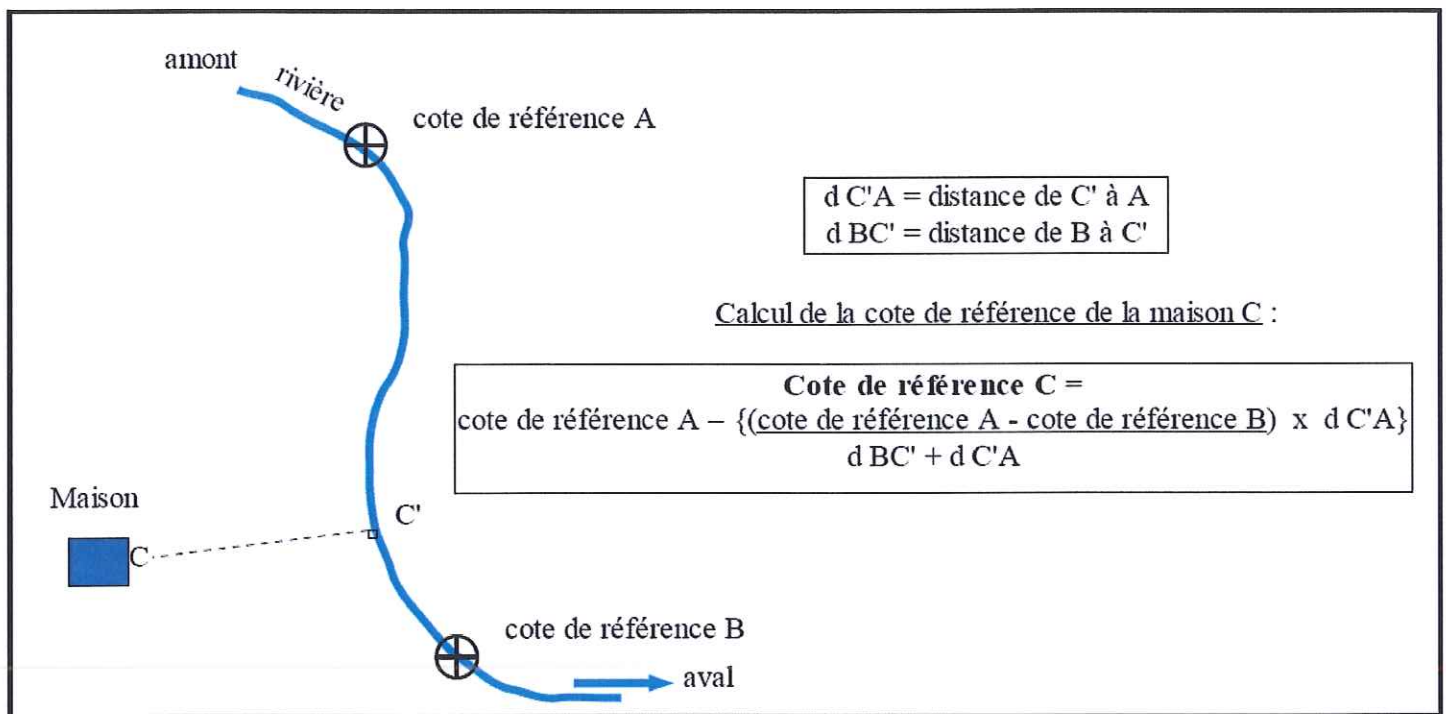 amont
rivière
cote de référence A
d C'A = distance de C' à A
d BC' = distance de B à C'
Calcul de la cote de référence de la maison C :
Cote de référence C =
cote de référence A – {(cote de référence A - cote de référence B) x d C'A}
d BC' + d C'A
Maison
C
C'
cote de référence B
aval